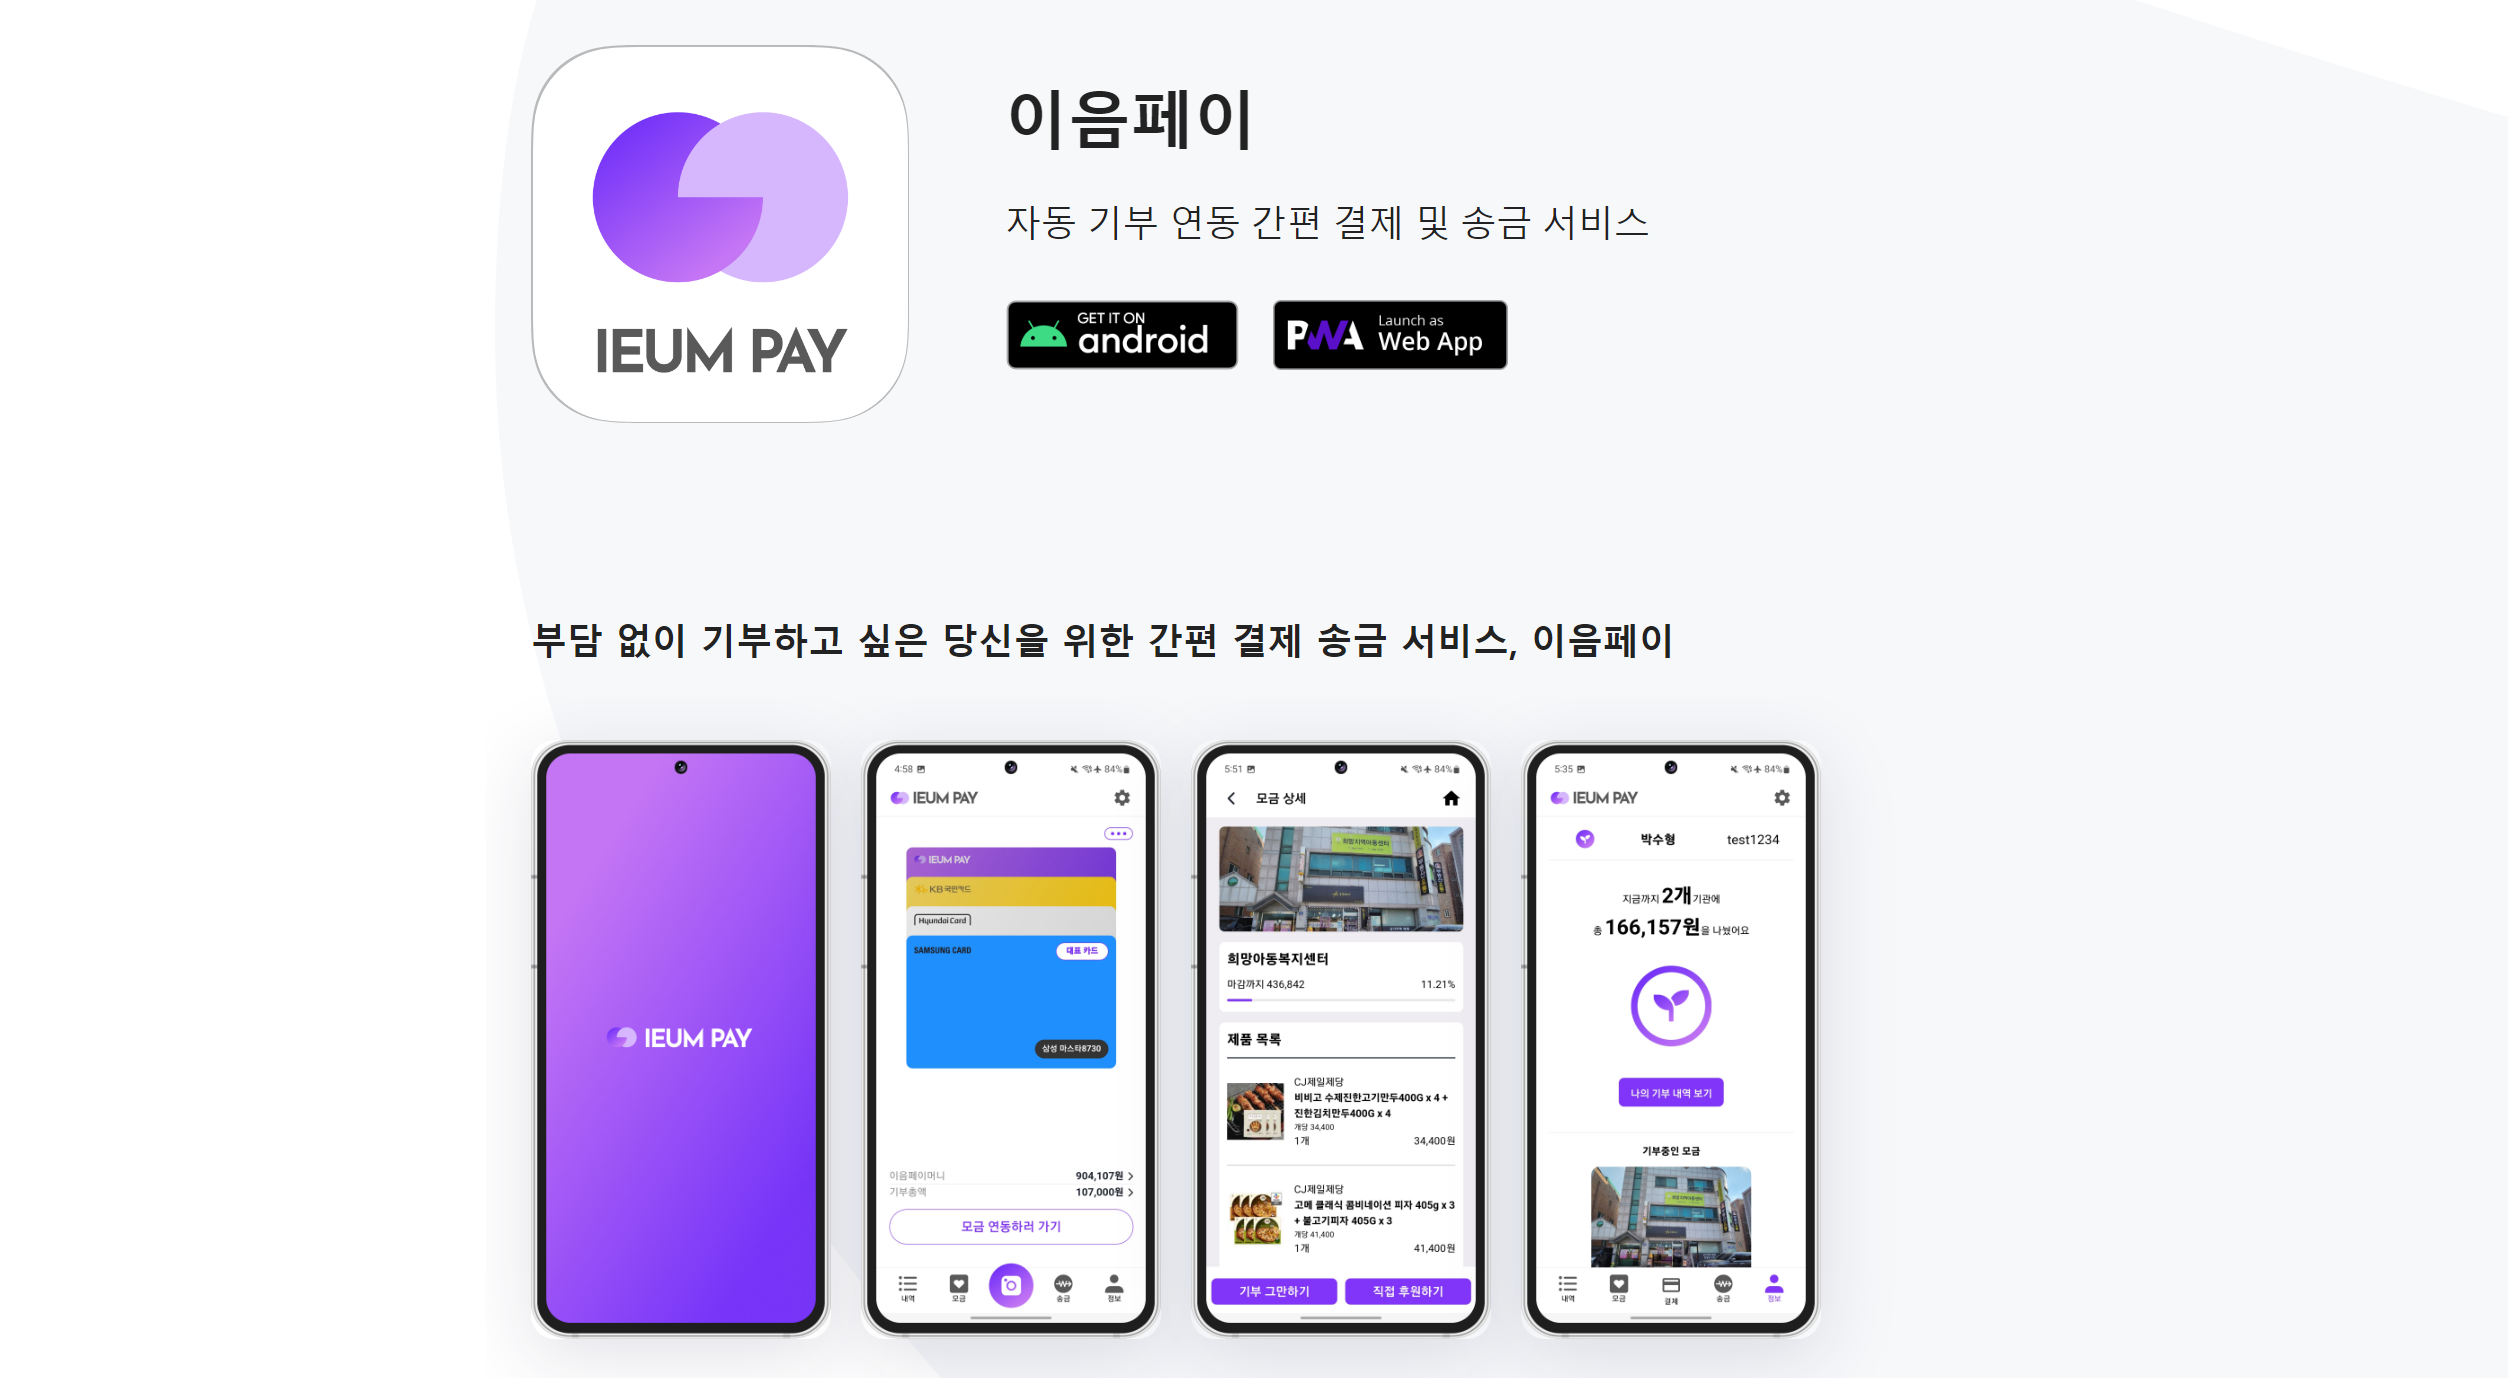 IEUM PAY
이음페이
자동 기부 연동 간편 결제 및 송금 서비스
GET IT ON
android
PWA
Launch as
Web App
부담 없이 기부하고 싶은 당신을 위한 간편 결제 송금 서비스, 이음페이
IEUM PAY
4:58
84%
IEUM PAY
IEUM PAY
KB 국민카드
Hyundai Card
SAMSUNG CARD
대표 카드
삼성 마스타8730
이음페이머니
904,107원
기부총액
107,000원
모금 연동하러 가기
내역
모금
송금
정보
5:51
84%
모금 상세
희망지역아동센터
희망아동복지센터
마감까지 436,842
11.21%
제품 목록
CJ제일제당
비비고 수제진한고기만두400G x 4 +
진한김치만두400G x 4
개당 34,400
1개
34,400원
CJ제일제당
고메 클래식 콤비네이션 피자 405g x 3
+ 불고기피자 405G x 3
개당 41,400
1개
41,400원
기부 그만하기
직접 후원하기
5:35
84%
IEUM PAY
박수형
test1234
지금까지 2개 기관에
총 166,157원을 나눴어요
나의 기부 내역 보기
기부중인 모금
내역
모금
결제
송금
정보